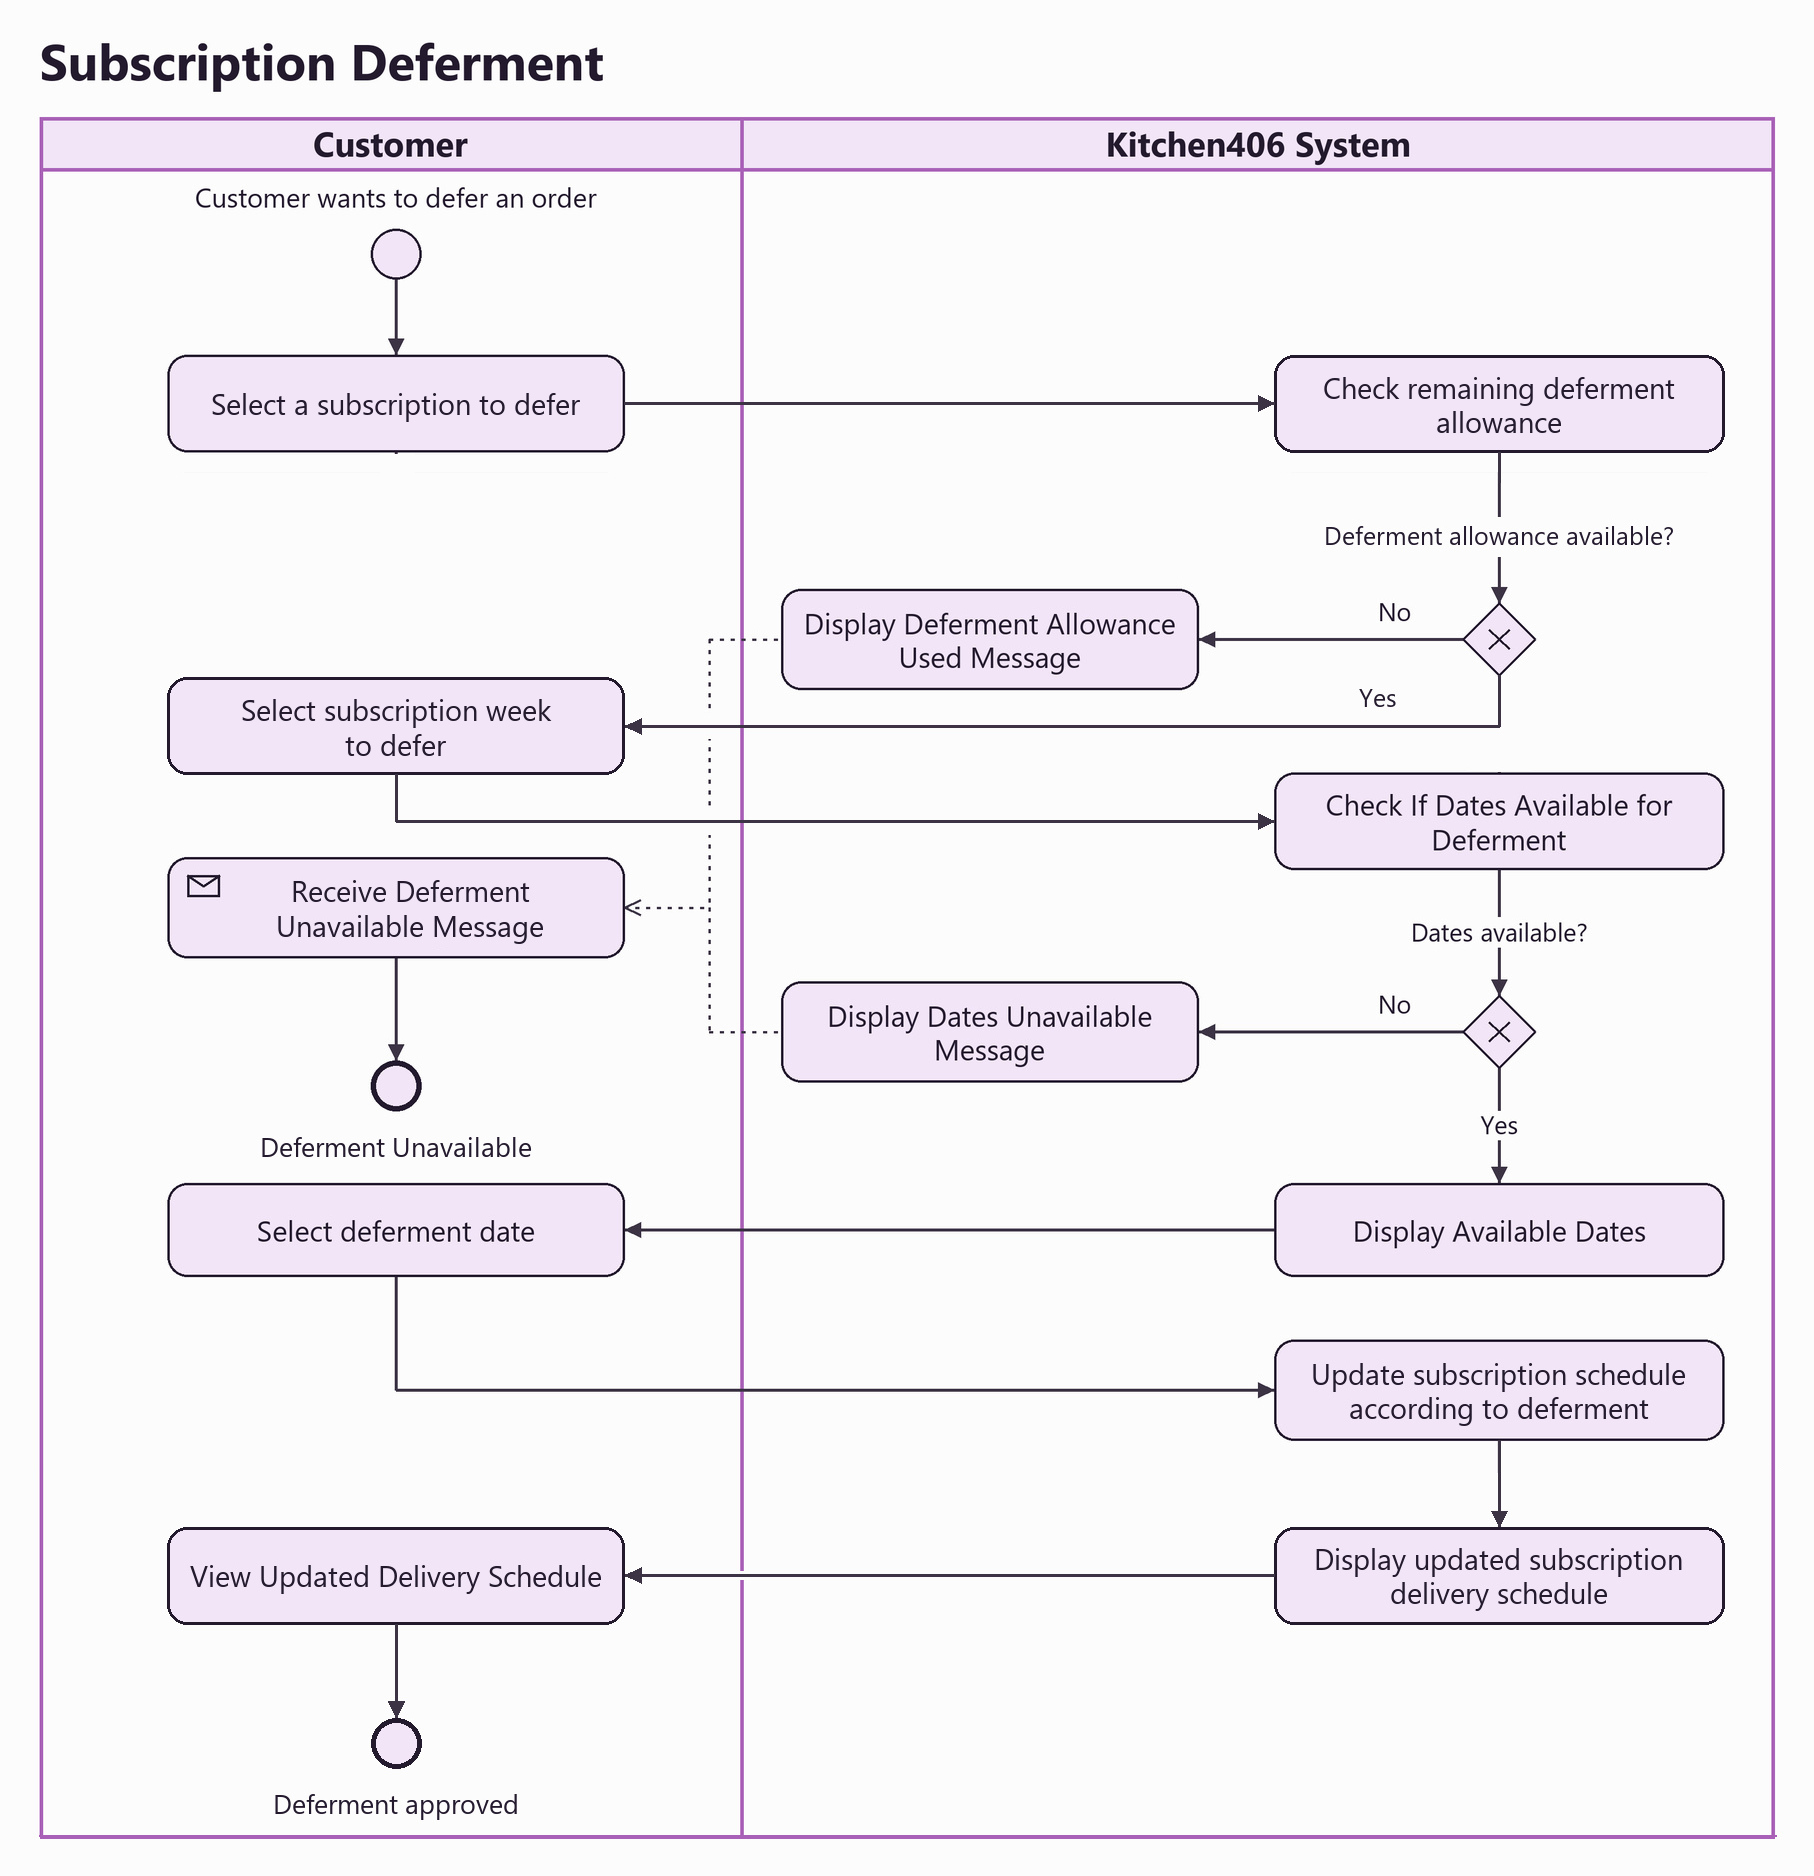 Subscription Deferment
Customer
Kitchen406 System
Customer wants to defer an order
Select a subscription to defer
Check remaining deferment
allowance
Deferment allowance available?
No
Display Deferment Allowance
Used Message
Yes
Select subscription week
to defer
Check If Dates Available for
Deferment
Receive Deferment
Unavailable Message
Dates available?
No
Display Dates Unavailable
Message
Yes
Deferment Unavailable
Select deferment date
Display Available Dates
Update subscription schedule
according to deferment
View Updated Delivery Schedule
Display updated subscription
delivery schedule
Deferment approved